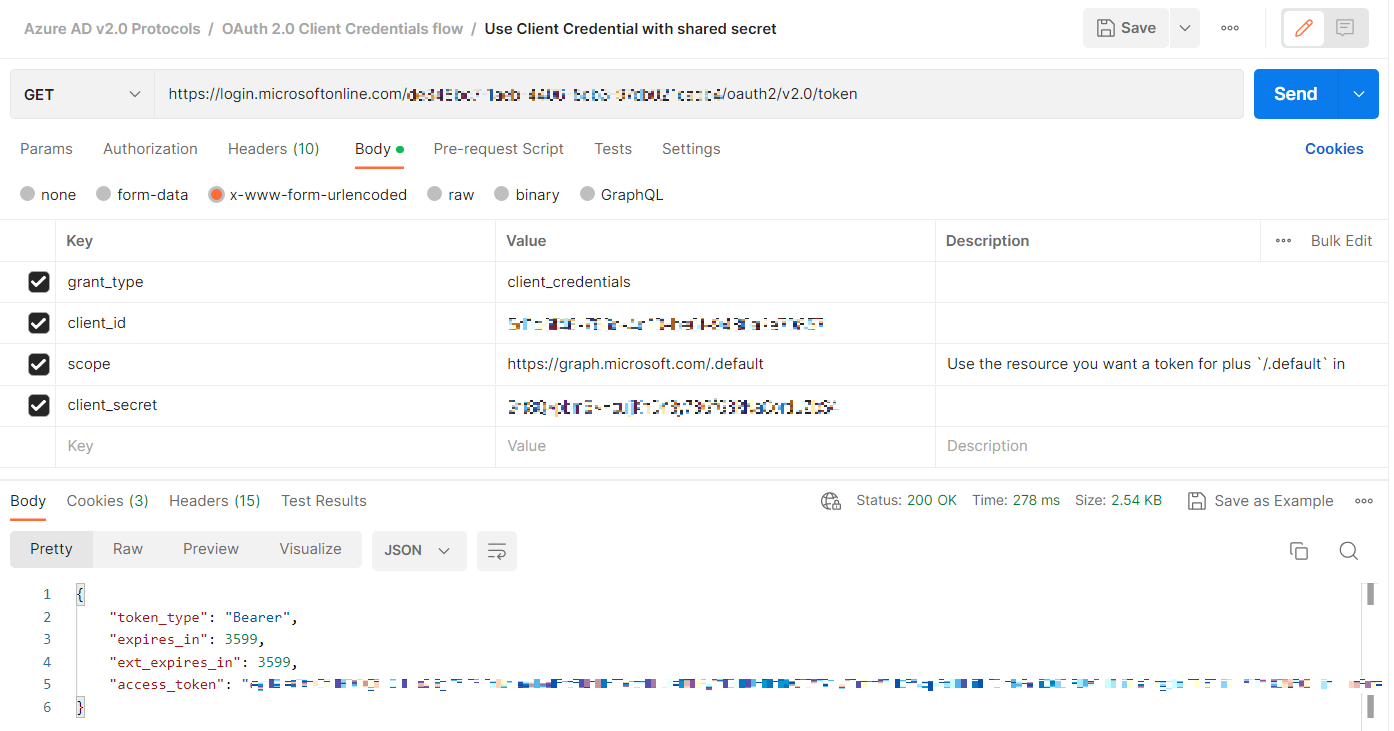 Azure AD v2.0 Protocols / OAuth 2.0 Client Credentials flow / Use Client Credential with shared secret
Save
GET
https://login.microsoftonline.com/ /oauth2/v2.0/token
Send
Params Authorization Headers (10) Body Pre-request Script Tests Settings Cookies
none form-data x-www-form-urlencoded raw binary GraphQL
Key Value Description Bulk Edit
grant_type client_credentials
client_id
scope https://graph.microsoft.com/.default Use the resource you want a token for plus `/.default` in
client_secret
Key Value Description
Body Cookies (3) Headers (15) Test Results Status: 200 OK Time: 278 ms Size: 2.54 KB Save as Example
Pretty Raw Preview Visualize JSON
1 {
2 "token_type": "Bearer",
3 "expires_in": 3599,
4 "ext_expires_in": 3599,
5 "access_token": "
6 }